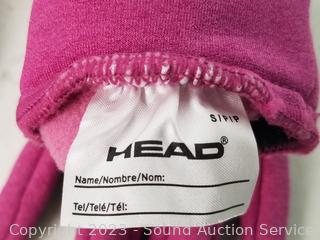 S/P/P
HEAD®
Name/Nombre/Nom:
Tel/Telé/Tél:
Copyright 2023 - Sound Auction Service